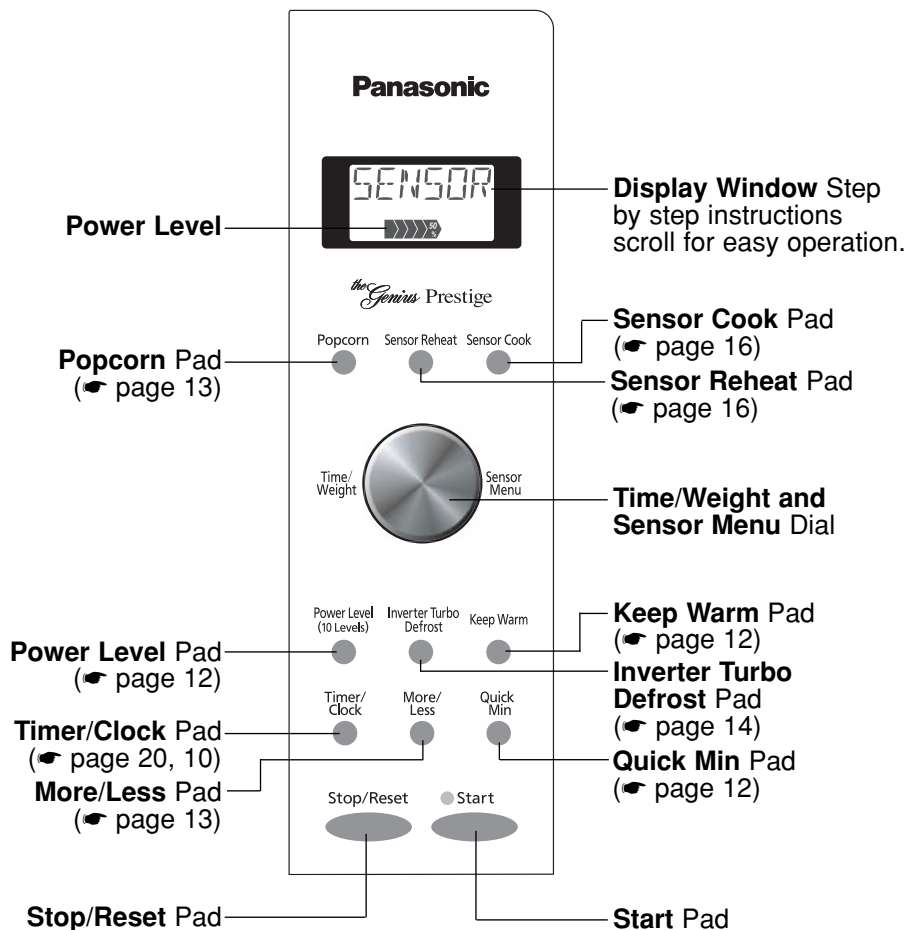 Panasonic
SENSOR
50
%
the Genius Prestige
Popcorn
Sensor Reheat
Sensor Cook
Time/
Weight
Sensor
Menu
Power Level
(10 Levels)
Inverter Turbo
Defrost
Keep Warm
Timer/
Clock
More/
Less
Quick
Min
Stop/Reset
Start
Power Level
Popcorn Pad
(☛ page 13)
Power Level Pad
(☛ page 12)
Timer/Clock Pad
(☛ page 20, 10)
More/Less Pad
(☛ page 13)
Stop/Reset Pad
Display Window Step
by step instructions
scroll for easy operation.
Sensor Cook Pad
(☛ page 16)
Sensor Reheat Pad
(☛ page 16)
Time/Weight and
Sensor Menu Dial
Keep Warm Pad
(☛ page 12)
Inverter Turbo
Defrost Pad
(☛ page 14)
Quick Min Pad
(☛ page 12)
Start Pad